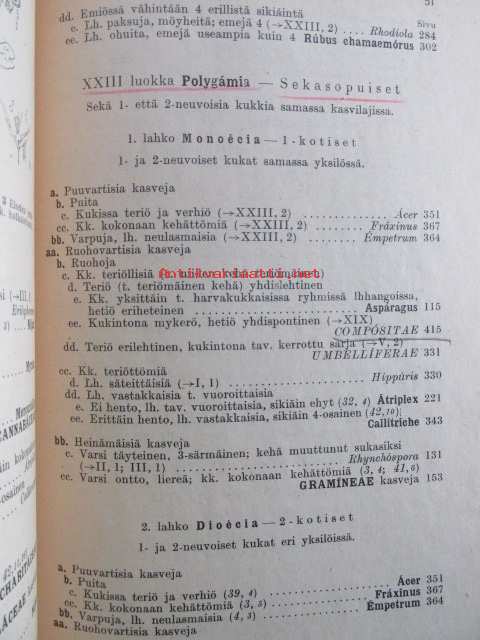 51
dd. Emiössä vähintään 4 erillistä sikiäintä
Sivu
ee. Lh. paksuja, möyheitä; emejä 4 (→XXIII, 2) . . . Rhodiola 284
ee. Lh. ohuita, emejä useampia kuin 4 Rúbus chamaemórus 302
XXIII luokka Polygámia — Sekasopuiset
Sekä 1- että 2-neuvoisia kukkia samassa kasvilajissa.
1. lahko Monoécia — 1-kotiset
1- ja 2-neuvoiset kukat samassa yksilössä.
a. Puuvartisia kasveja
b. Puita
c. Kukissa teriö ja verhiö (→XXIII, 2) . . . . . . . . . . . . Ácer 351
cc. Kk. kokonaan kehättömiä (→XXIII, 2) . . . . . . . . Fráxinus 367
bb. Varpuja, lh. neulasmaisia (→XXIII, 2) . . . . . . . . Émpetrum 364
aa. Ruohovartisia kasveja
b. Ruohoja
c. Kk. teriöllisiä
d. Teriö (t. teriömäinen kehä) yhdislehtinen
e. Kk. yksittäin t. harvakukkaisissa ryhmissä lhhangoissa,
hetiö eriheteinen . . . . . . . . . . . . . . . . . . . . Aspáragus 115
ee. Kukintona mykerö, hetiö yhdispontinen (→XIX)
COMPÓSITAE 415
dd. Teriö erilehtinen, kukintona tav. kerrottu sarja (→V, 2)
UMBELLÍFERAE 331
cc. Kk. teriöttömiä
d. Lh. säteittäisiä (→I, 1) . . . . . . . . . . . . . . . . Hippúris 330
dd. Lh. vastakkaisia t. vuoroittaisia
e. Ei hento, lh. tav. vuoroittaisia, sikiäin ehyt (32, 4) Átriplex 221
ee. Erittäin hento, lh. vastakkaisia, sikiäin 4-osainen (42, 10)
Callítriche 343
bb. Heinämäisiä kasveja
c. Varsi täyteinen, 3-särmäinen; kehä muuttunut sukasiksi
(→II, 1; III, 1) . . . . . . . . . . . . . . . . . . . . Rhynchóspora 131
cc. Varsi ontto, liereä; kk. kokonaan kehättömiä (3, 4; 41, 6)
GRAMÍNEAE kasveja 153
2. lahko Dioécia — 2-kotiset
1- ja 2-neuvoiset kukat eri yksilöissä.
a. Puuvartisia kasveja
b. Puita
c. Kukissa teriö ja verhiö (39, 4) . . . . . . . . . . . . . . Ácer 351
cc. Kk. kokonaan kehättömiä (3, 5) . . . . . . . . . . . . Fráxinus 367
bb. Varpuja, lh. neulasmaisia (4, 5) . . . . . . . . . . . . Émpetrum 364
aa. Ruohovartisia kasveja